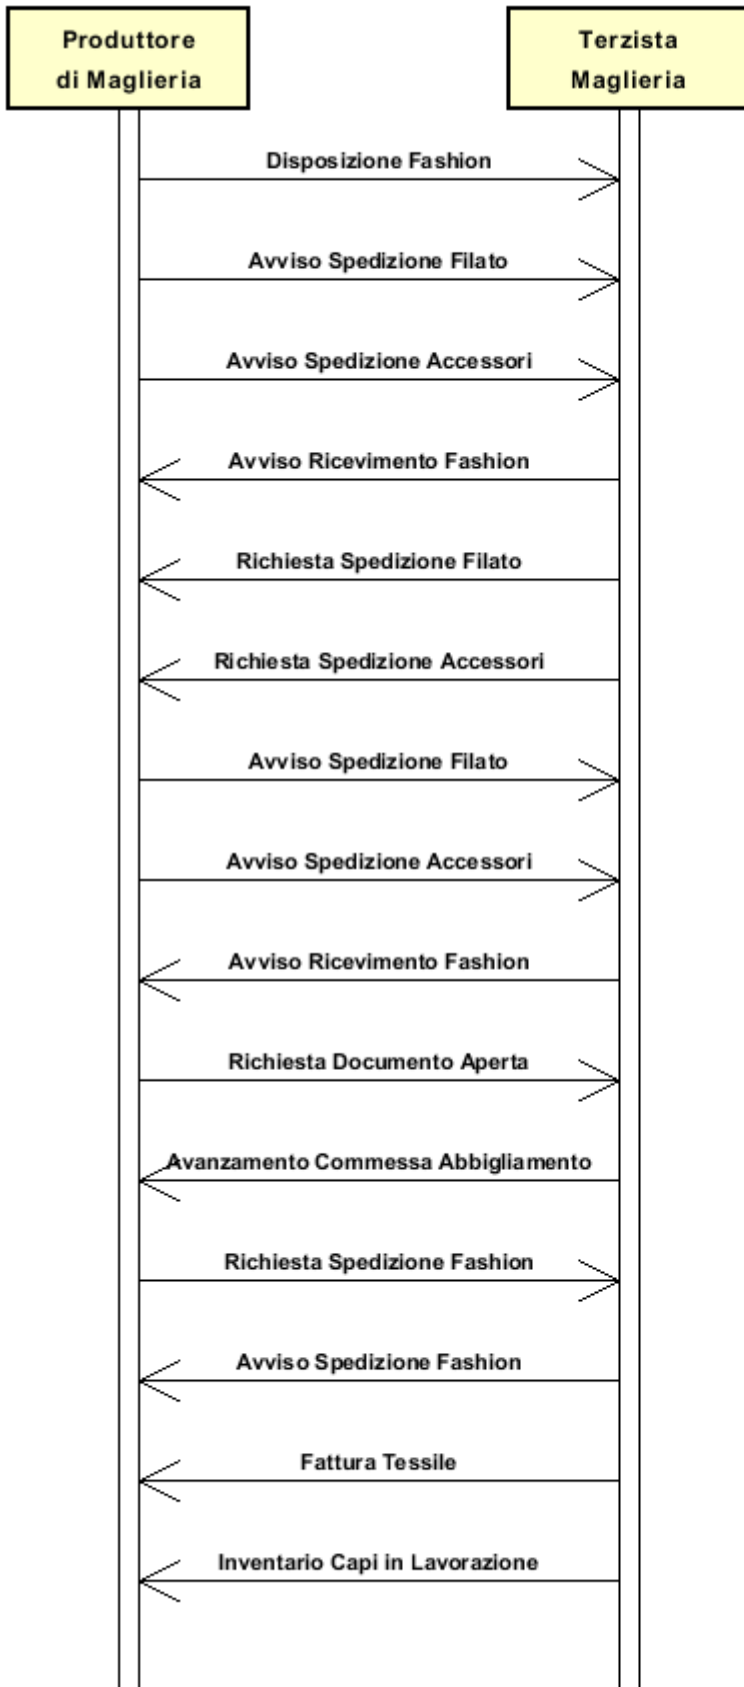 Produttore
di Maglieria
Terzista
Maglieria
Disposizione Fashion
Avviso Spedizione Filato
Avviso Spedizione Accessori
Avviso Ricevimento Fashion
Richiesta Spedizione Filato
Richiesta Spedizione Accessori
Avviso Spedizione Filato
Avviso Spedizione Accessori
Avviso Ricevimento Fashion
Richiesta Documento Aperta
Avanzamento Commessa Abbigliamento
Richiesta Spedizione Fashion
Avviso Spedizione Fashion
Fattura Tessile
Inventario Capi in Lavorazione